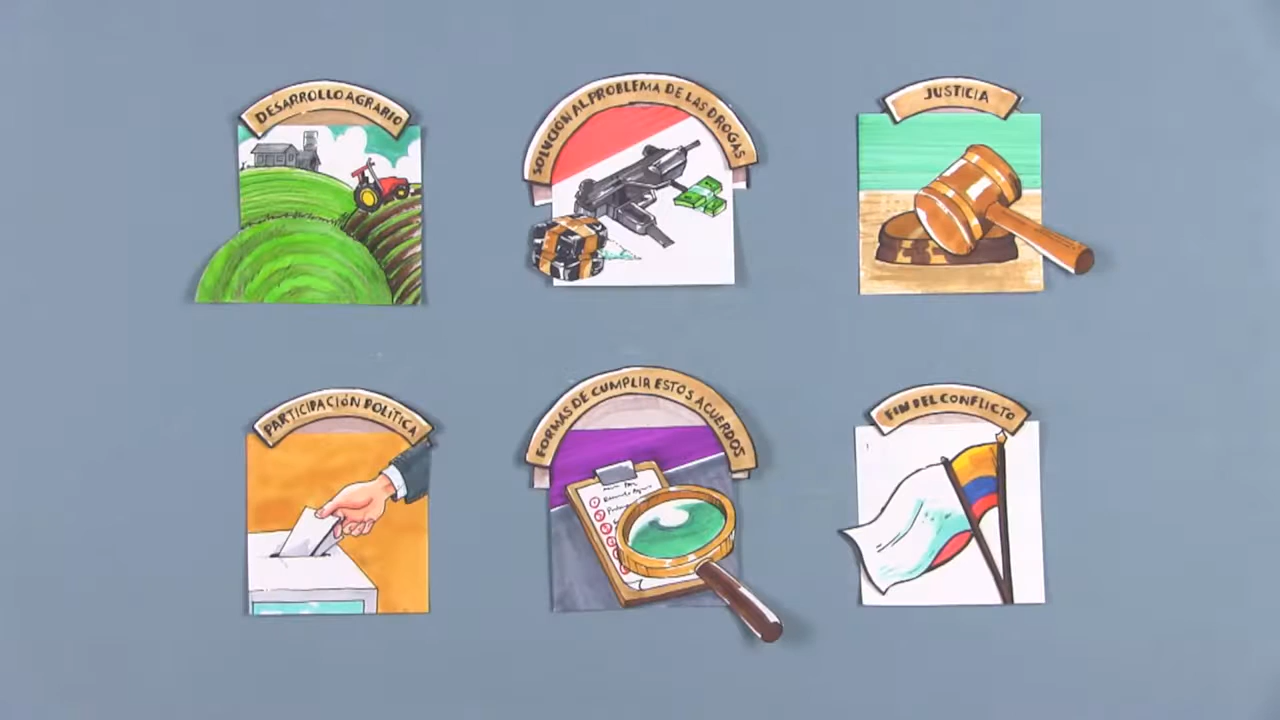 DESARROLLO AGRARIO
SOLUCIÓN AL PROBLEMA DE LAS DROGAS
JUSTICIA
PARTICIPACIÓN POLÍTICA
FORMAS DE CUMPLIR ESTOS ACUERDOS
FIN DEL CONFLICTO